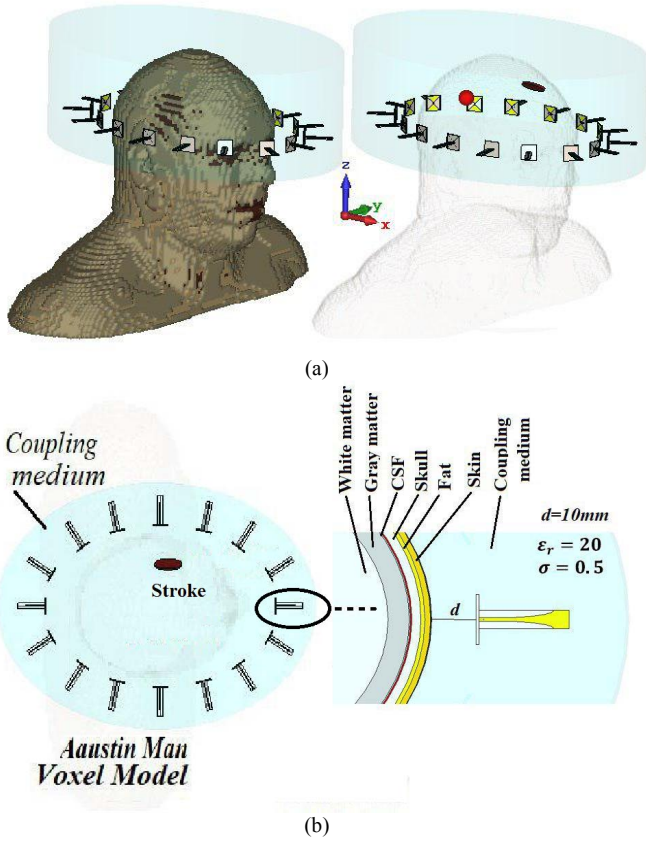 z
y
x
(a)
Coupling
medium
Stroke
Aaustin Man
Voxel Model
White matter
Gray matter
CSF
Skull
Fat
Skin
Coupling
medium
d=10mm
εr = 20
σ = 0.5
d
(b)